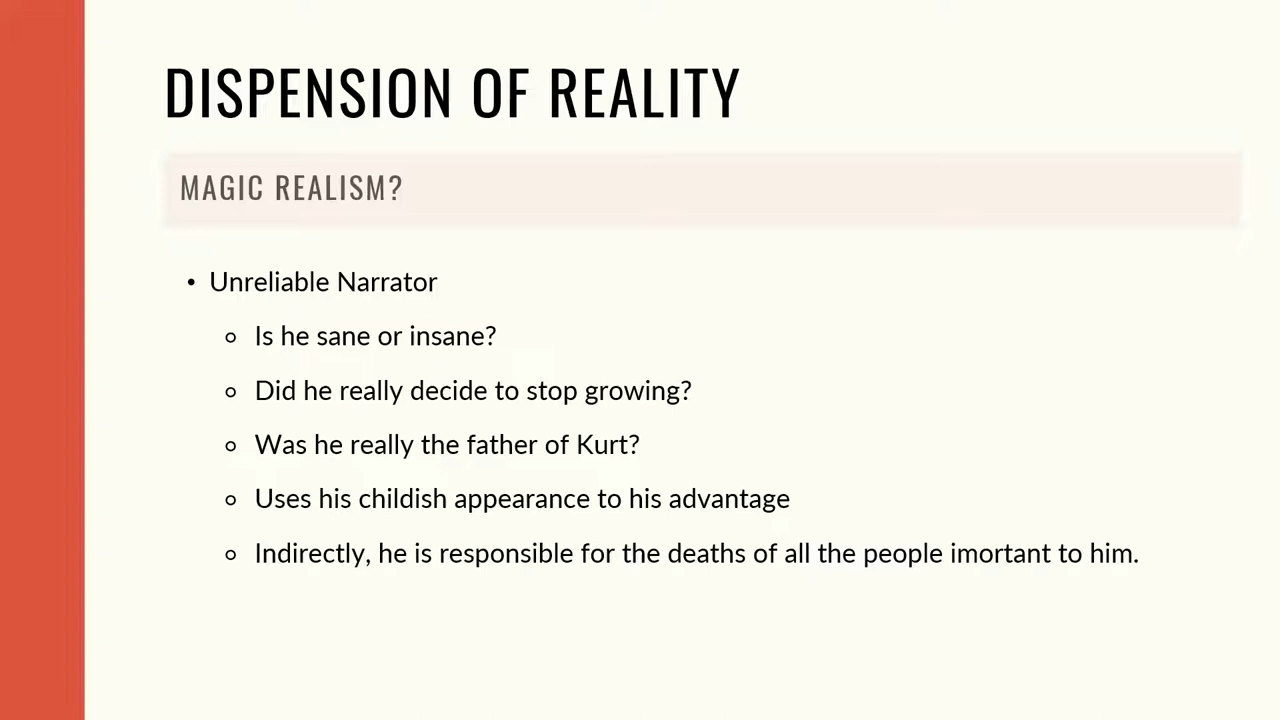 DISPENSION OF REALITY
MAGIC REALISM?
• Unreliable Narrator
○ Is he sane or insane?
○ Did he really decide to stop growing?
○ Was he really the father of Kurt?
○ Uses his childish appearance to his advantage
○ Indirectly, he is responsible for the deaths of all the people imortant to him.